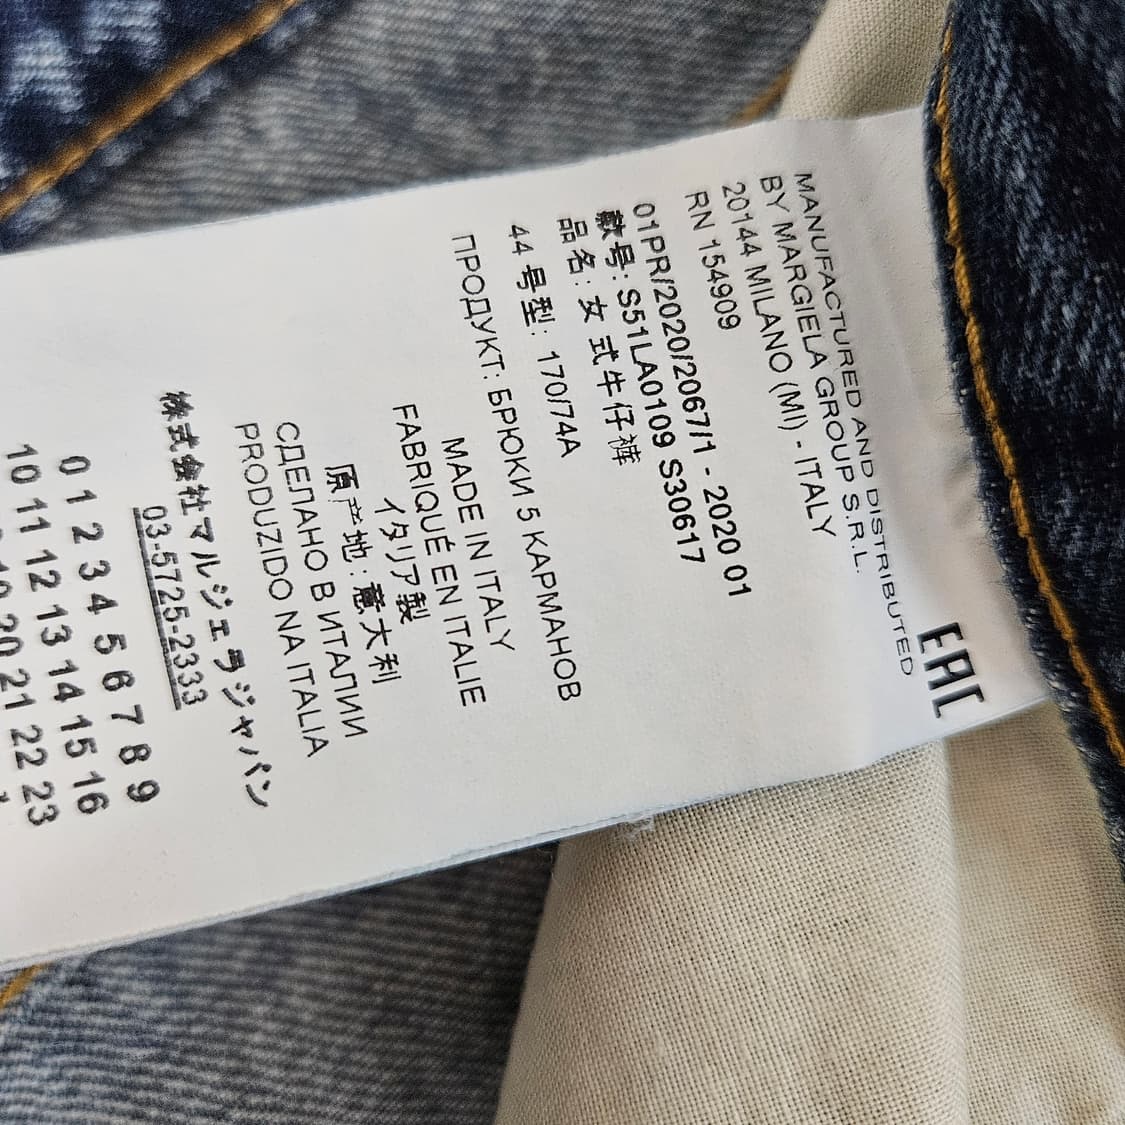 EAC
MANUFACTURED AND DISTRIBUTED
BY MARGIELA GROUP S.R.L.
20144 MILANO (MI) - ITALY
RN 154909
01PR/2020/2067/1 - 2020 01
款号: S51LA0109 S30617
品名: 女式牛仔裤
44 号型: 170/74A
ПРОДУКТ: БРЮКИ 5 КАРМАНОВ
MADE IN ITALY
FABRIQUÉ EN ITALIE
イタリア製
原产地: 意大利
СДЕЛАНО В ИТАЛИИ
PRODUZIDO NA ITALIA
株式会社マルジェラジャパン
03-5725-2333
0 1 2 3 4 5 6 7 8 9
10 11 12 13 14 15 16
20 21 22 23